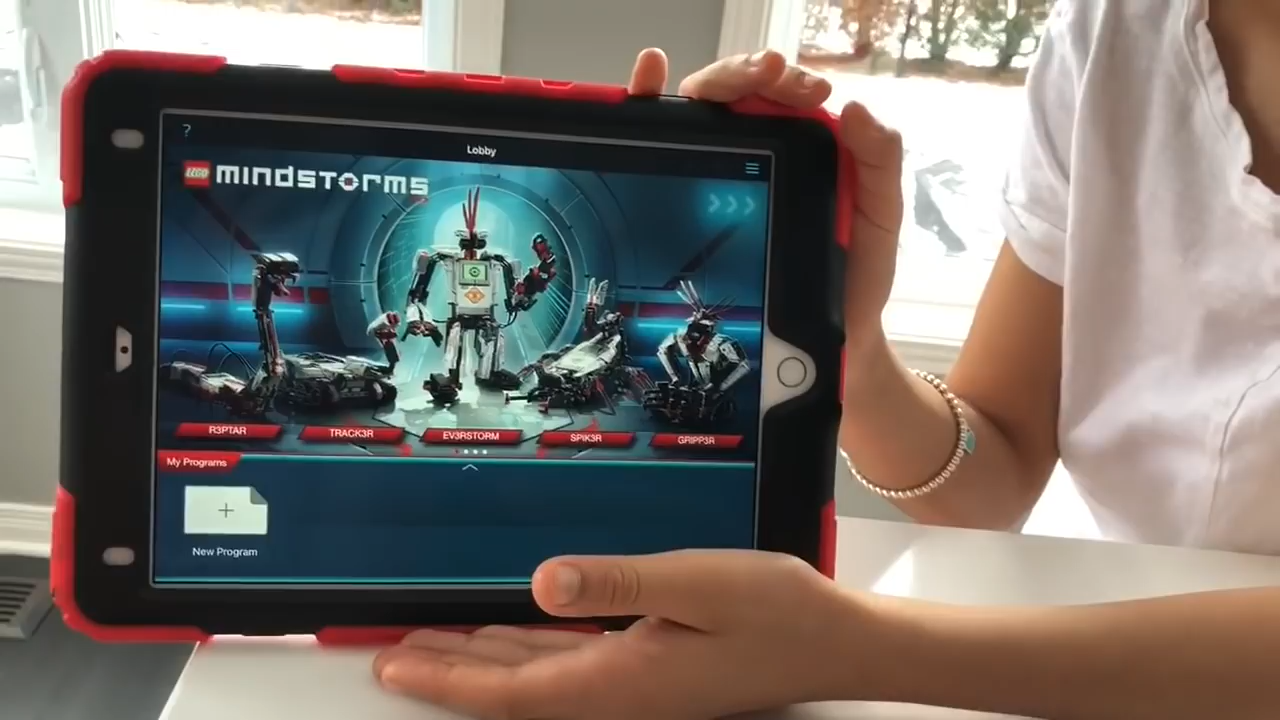 ?
Lobby
LEGO mindstorms
R3PTAR
TRACK3R
EV3RSTORM
SPIK3R
GRIPP3R
My Programs
New Program